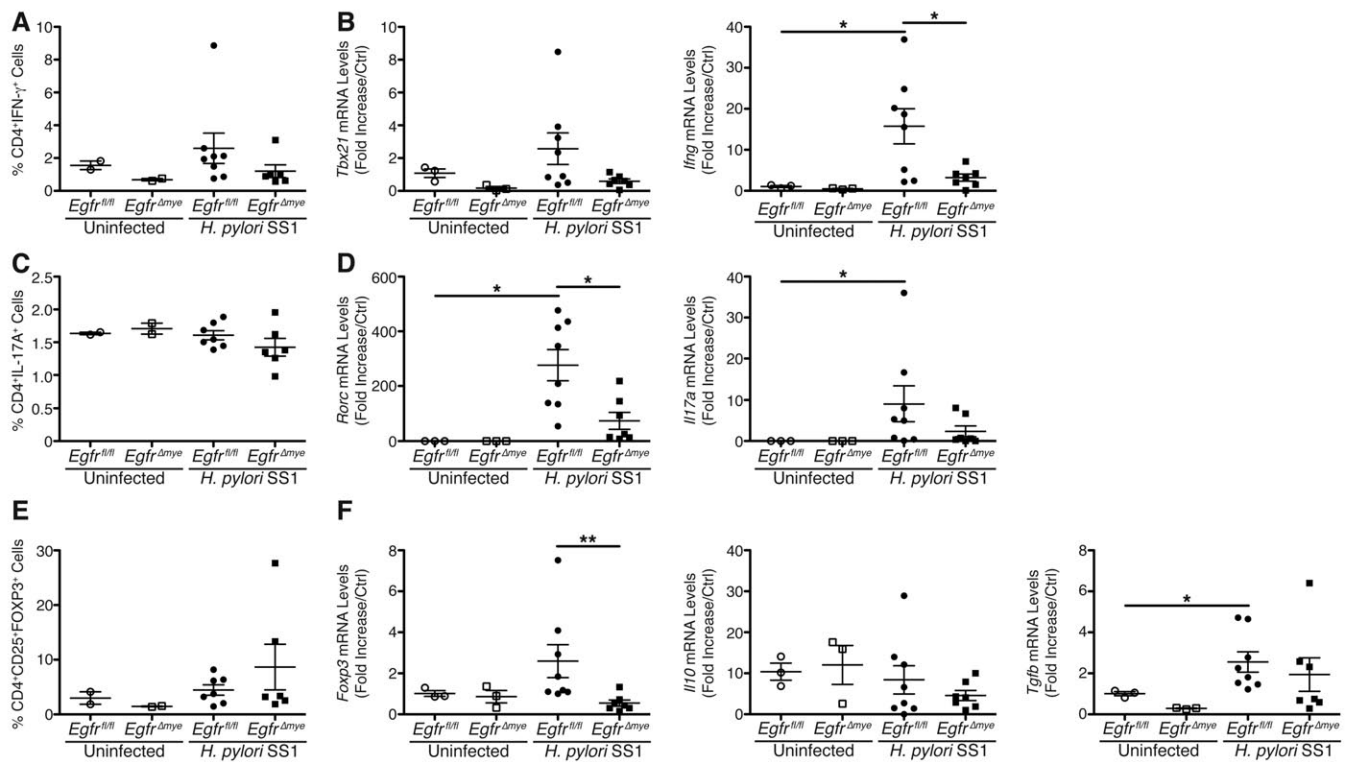 A
% CD4⁺IFN-γ⁺ Cells
10
8
6
4
2
0
Egfr^fl/fl Egfr^Δmye Egfr^fl/fl Egfr^Δmye
Uninfected H. pylori SS1
B
Tbx21 mRNA Levels
(Fold Increase/Ctrl)
10
8
6
4
2
0
Egfr^fl/fl Egfr^Δmye Egfr^fl/fl Egfr^Δmye
Uninfected H. pylori SS1
Ifng mRNA Levels
(Fold Increase/Ctrl)
* *
40
30
20
10
0
Egfr^fl/fl Egfr^Δmye Egfr^fl/fl Egfr^Δmye
Uninfected H. pylori SS1
C
% CD4⁺IL-17A⁺ Cells
2.5
2.0
1.5
1.0
0.5
0
Egfr^fl/fl Egfr^Δmye Egfr^fl/fl Egfr^Δmye
Uninfected H. pylori SS1
D
Rorc mRNA Levels
(Fold Increase/Ctrl)
* *
600
400
200
0
Egfr^fl/fl Egfr^Δmye Egfr^fl/fl Egfr^Δmye
Uninfected H. pylori SS1
Il17a mRNA Levels
(Fold Increase/Ctrl)
*
40
30
20
10
0
Egfr^fl/fl Egfr^Δmye Egfr^fl/fl Egfr^Δmye
Uninfected H. pylori SS1
E
% CD4⁺CD25⁺FOXP3⁺ Cells
30
20
10
0
Egfr^fl/fl Egfr^Δmye Egfr^fl/fl Egfr^Δmye
Uninfected H. pylori SS1
F
Foxp3 mRNA Levels
(Fold Increase/Ctrl)
**
8
6
4
2
0
Egfr^fl/fl Egfr^Δmye Egfr^fl/fl Egfr^Δmye
Uninfected H. pylori SS1
Il10 mRNA Levels
(Fold Increase/Ctrl)
40
30
20
10
0
Egfr^fl/fl Egfr^Δmye Egfr^fl/fl Egfr^Δmye
Uninfected H. pylori SS1
Tgfb mRNA Levels
(Fold Increase/Ctrl)
*
8
6
4
2
0
Egfr^fl/fl Egfr^Δmye Egfr^fl/fl Egfr^Δmye
Uninfected H. pylori SS1